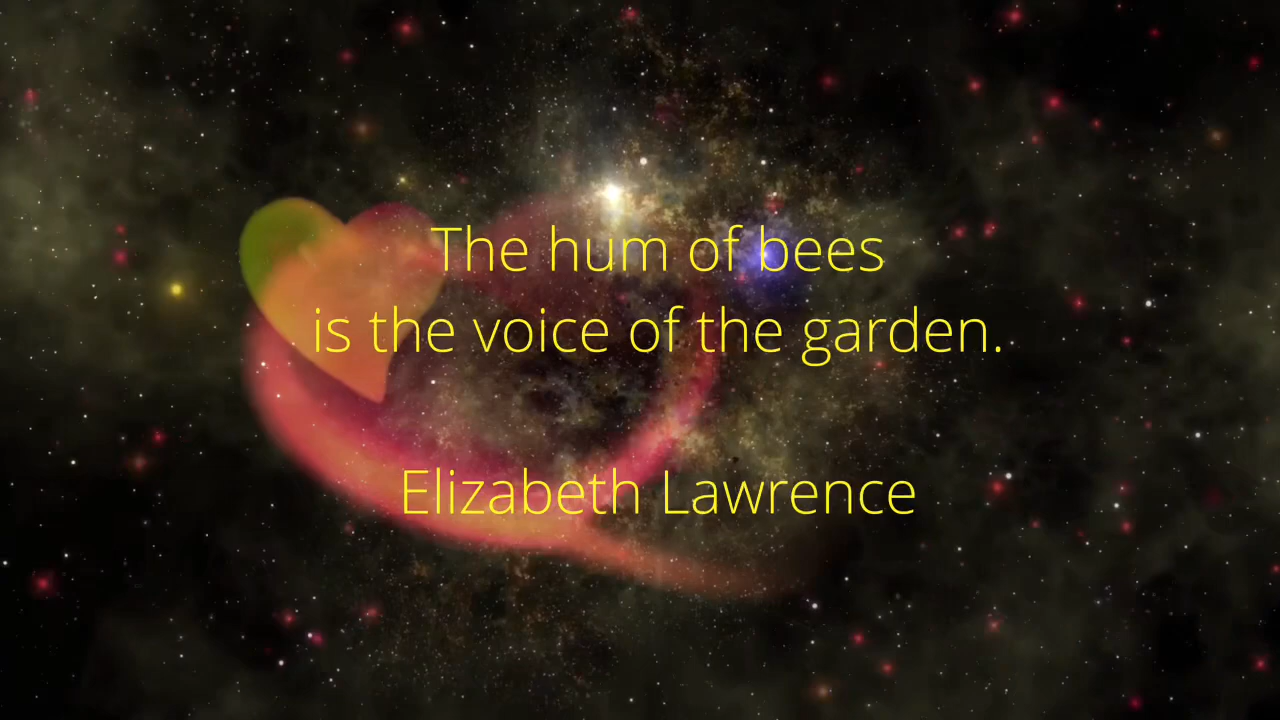 The hum of bees
is the voice of the garden.
Elizabeth Lawrence